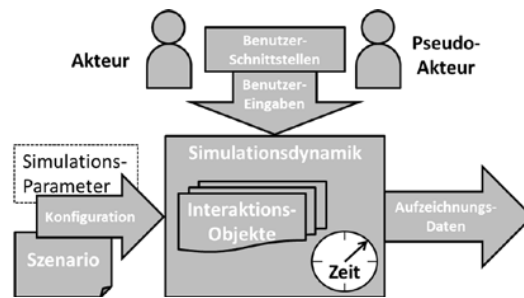 Akteur
Benutzer-
Schnittstellen
Pseudo-
Akteur
Benutzer-
Eingaben
Simulationsdynamik
Simulations-
Parameter
Konfiguration
Szenario
Interaktions-
Objekte
Zeit
Aufzeichnungs-
Daten